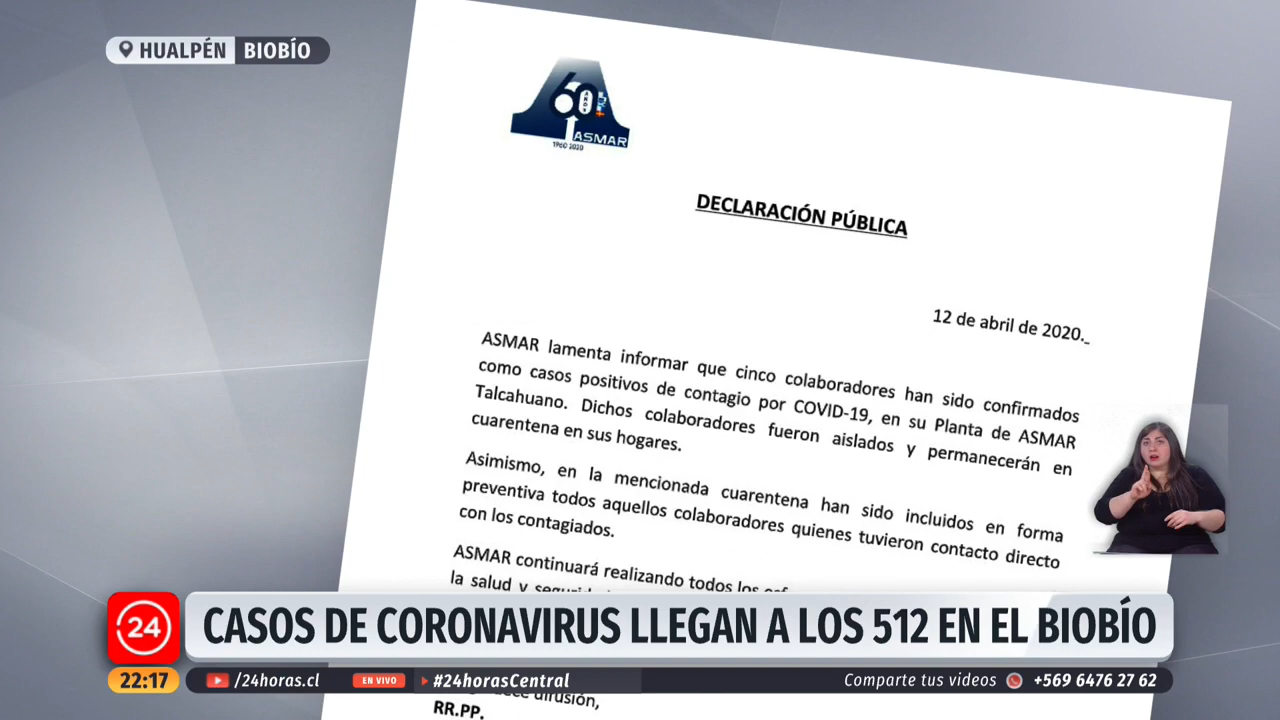 HUALPÉN BIOBÍO
60
AÑOS
ASMAR
1960 2020
DECLARACIÓN PÚBLICA
12 de abril de 2020._
ASMAR lamenta informar que cinco colaboradores han sido confirmados
como casos positivos de contagio por COVID-19, en su Planta de ASMAR
Talcahuano. Dichos colaboradores fueron aislados y permanecerán en
cuarentena en sus hogares.
Asimismo, en la mencionada cuarentena han sido incluidos en forma
preventiva todos aquellos colaboradores quienes tuvieron contacto directo
con los contagiados.
ASMAR continuará realizando todos los
la salud y
24 CASOS DE CORONAVIRUS LLEGAN A LOS 512 EN EL BIOBÍO
22:17 /24horas.cl EN VIVO #24horasCentral Comparte tus videos +569 6476 27 62
difusión,
RR.PP.